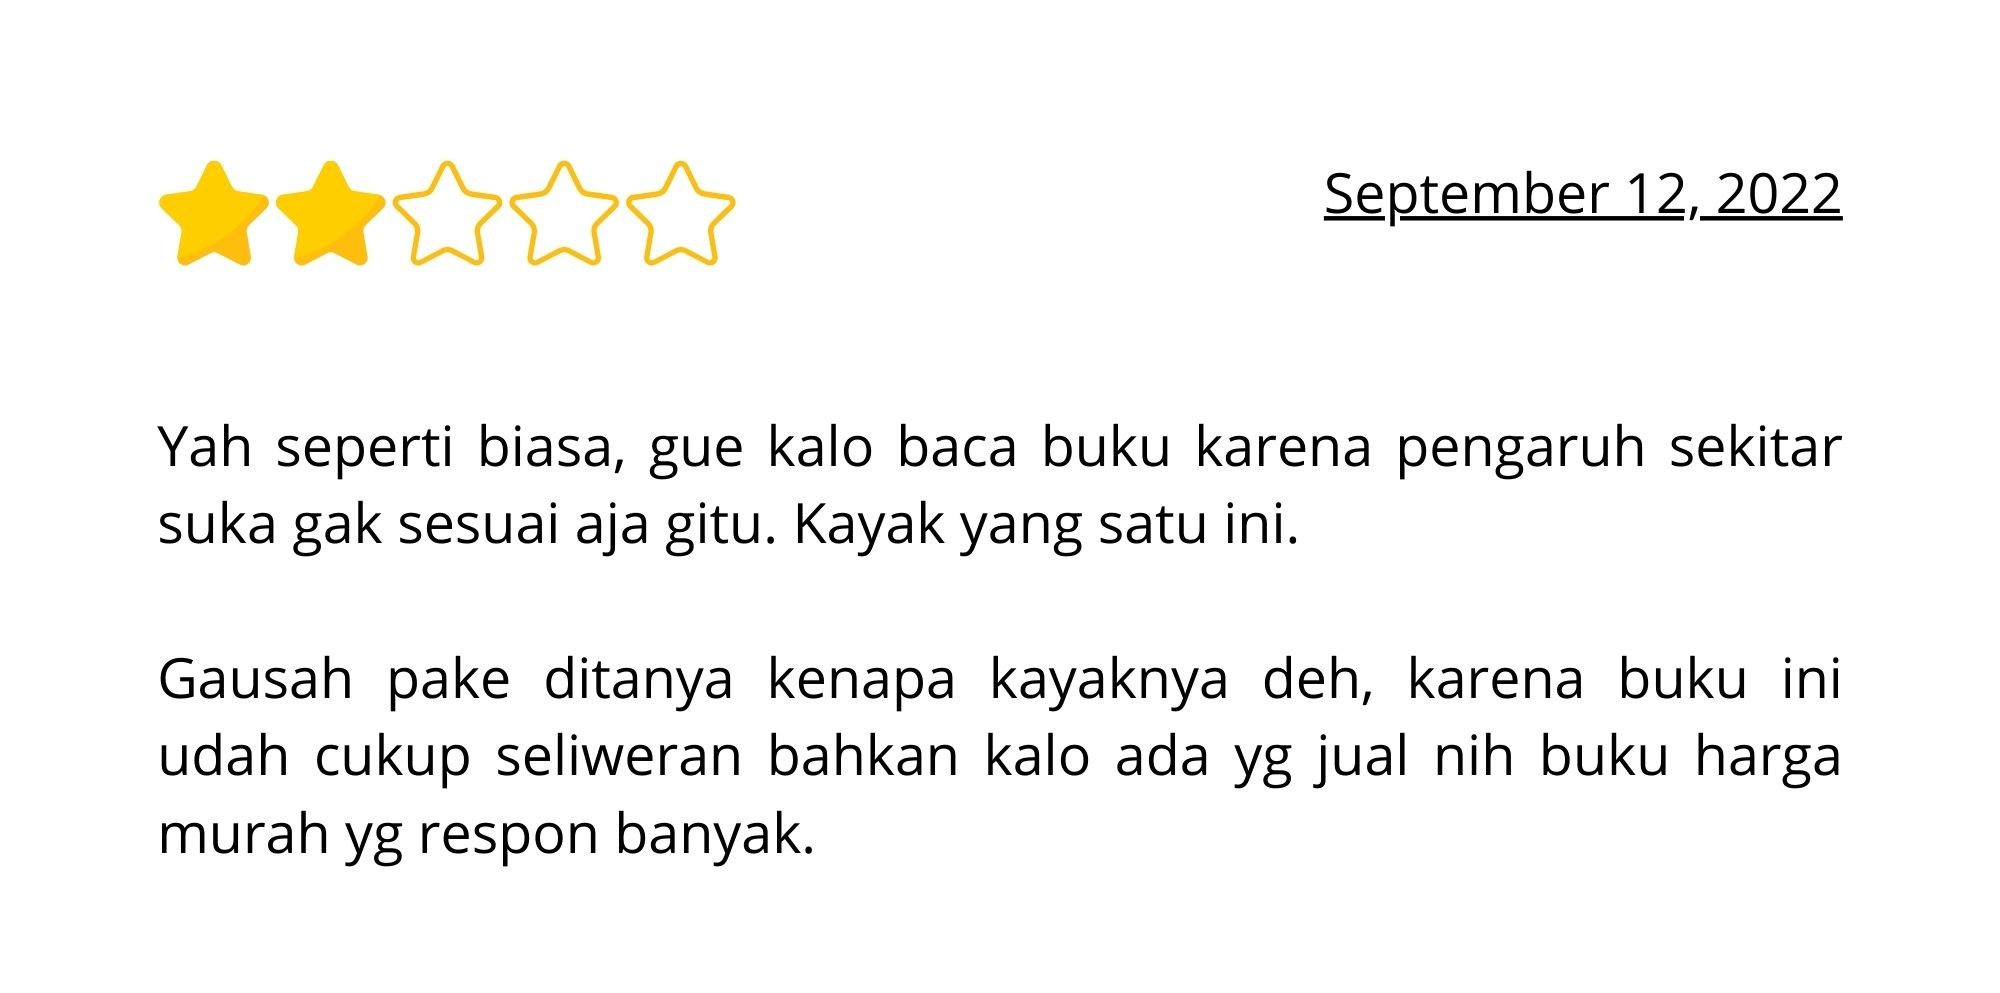 September 12, 2022
Yah seperti biasa, gue kalo baca buku karena pengaruh sekitar
suka gak sesuai aja gitu. Kayak yang satu ini.
Gausah pake ditanya kenapa kayaknya deh, karena buku ini
udah cukup seliweran bahkan kalo ada yg jual nih buku harga
murah yg respon banyak.